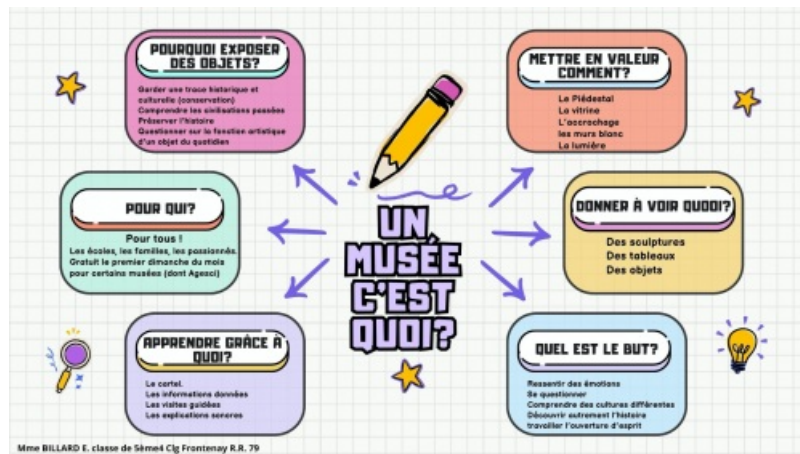 POURQUOI EXPOSER
DES OBJETS?
Garder une trace historique et
culturelle (conservation)
Comprendre les civilisations passées
Préserver l'histoire
Questionner sur la fonction artistique
d'un objet du quotidien
METTRE EN VALEUR
COMMENT?
Le Piédestal
La vitrine
L'accrochage
les murs blanc
La lumière
POUR QUI?
Pour tous !
Les écoles, les familles, les passionnés.
Gratuit le premier dimanche du mois
pour certains musées (dont Agesci)
UN
MUSÉE
C'EST
QUOI?
DONNER À VOIR QUOOI?
Des sculptures
Des tableaux
Des objets
APPRENDRE GRÂCE À
QUOI?
Le cartel.
Les informations données
Les visites guidées
Les explications sonores
QUEL EST LE BUT?
Ressentir des émotions
Se questionner
Comprendre des cultures différentes
Découvrir autrement l'histoire
travailler l'ouverture d'esprit
Mme BILLARD E. classe de 5ème4 Clg Frontenay R.R. 79